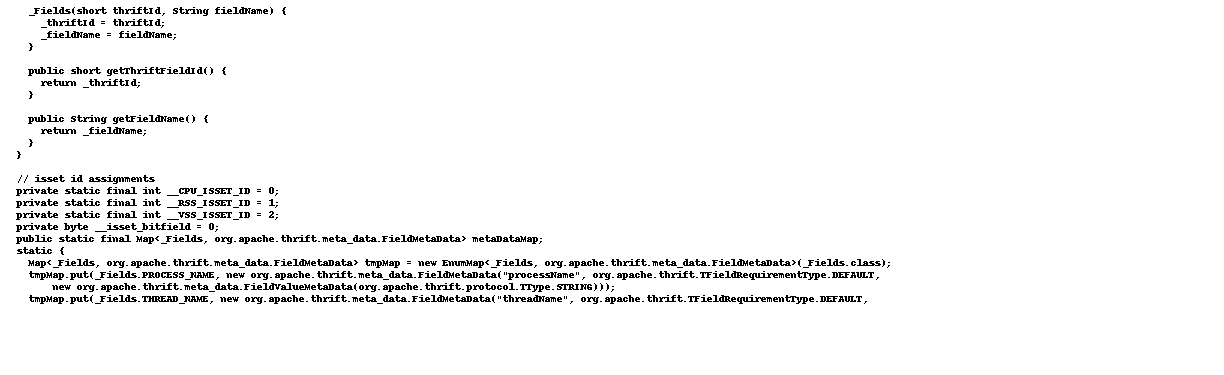 _Fields(short thriftId, String fieldName) {
_thriftId = thriftId;
_fieldName = fieldName;
}
public short getThriftFieldId() {
return _thriftId;
}
public String getFieldName() {
return _fieldName;
}
}
// isset id assignments
private static final int __CPU_ISSET_ID = 0;
private static final int __RSS_ISSET_ID = 1;
private static final int __VSS_ISSET_ID = 2;
private byte __isset_bitfield = 0;
public static final Map<_Fields, org.apache.thrift.meta_data.FieldMetaData> metaDataMap;
static {
Map<_Fields, org.apache.thrift.meta_data.FieldMetaData> tmpMap = new EnumMap<_Fields, org.apache.thrift.meta_data.FieldMetaData>(_Fields.class);
tmpMap.put(_Fields.PROCESS_NAME, new org.apache.thrift.meta_data.FieldMetaData("processName", org.apache.thrift.TFieldRequirementType.DEFAULT,
new org.apache.thrift.meta_data.FieldValueMetaData(org.apache.thrift.protocol.TType.STRING)));
tmpMap.put(_Fields.THREAD_NAME, new org.apache.thrift.meta_data.FieldMetaData("threadName", org.apache.thrift.TFieldRequirementType.DEFAULT,